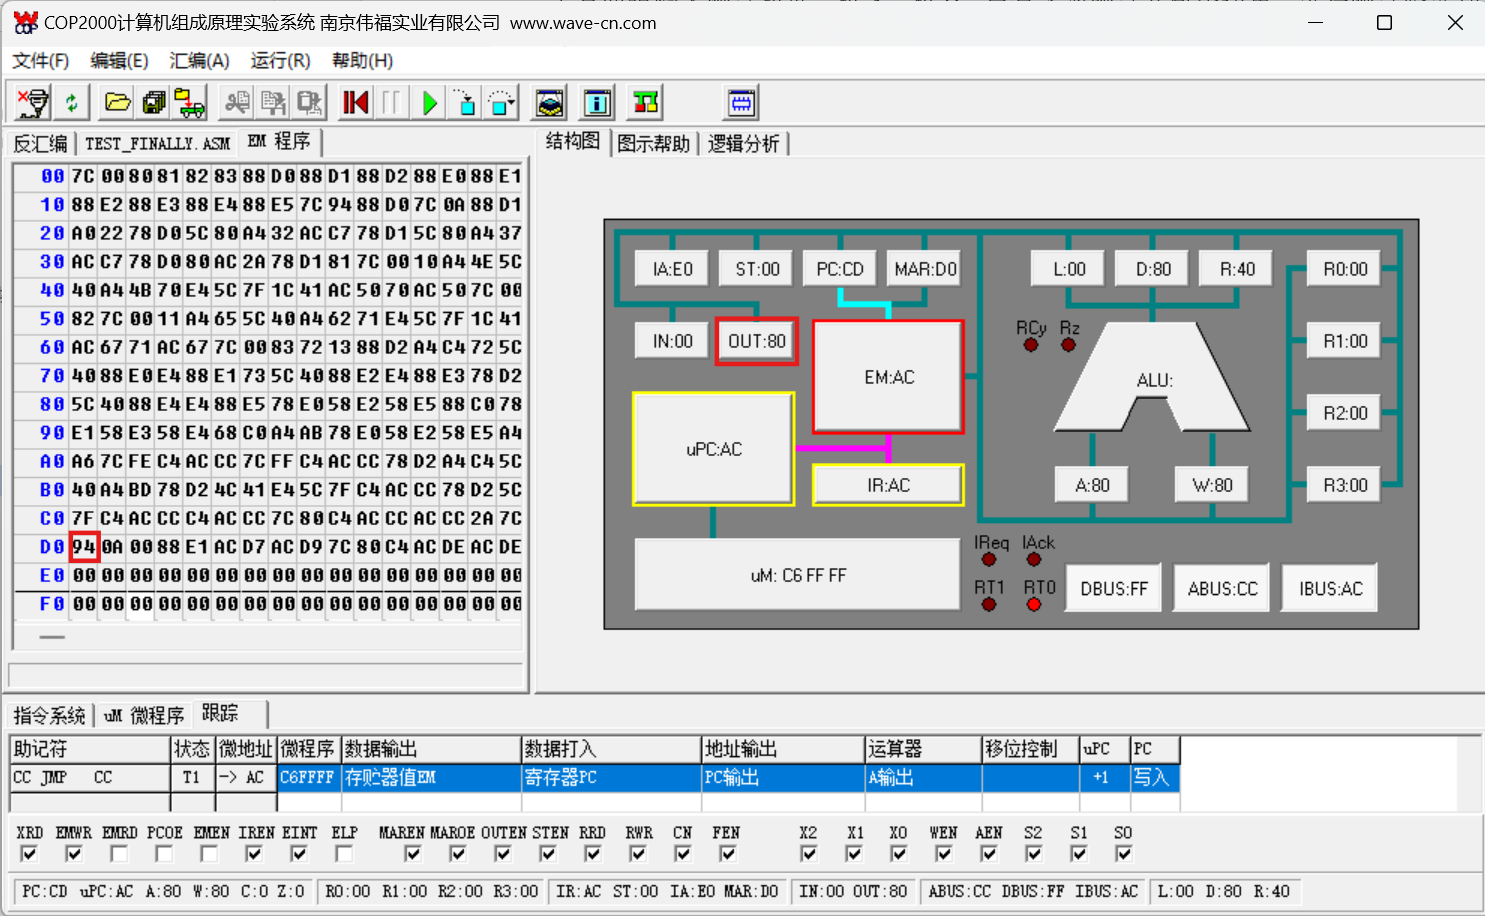 COP2000计算机组成原理实验系统 南京伟福实业有限公司 www.wave-cn.com
文件(F) 编辑(E) 汇编(A) 运行(R) 帮助(H)
反汇编 TEST_FINALLY.ASM EM 程序
00 7C 00 80 81 82 83 88 D0 88 D1 88 D2 88 E0 88 E1
10 88 E2 88 E3 88 E4 88 E5 7C 94 88 D0 7C 0A 88 D1
20 A0 22 78 D0 5C 80 A4 32 AC C7 78 D1 5C 80 A4 37
30 AC C7 78 D0 80 AC 2A 78 D1 81 7C 00 10 A4 4E 5C
40 40 A4 4B 70 E4 5C 7F 1C 41 AC 50 70 AC 50 7C 00
50 82 7C 00 11 A4 65 5C 40 A4 62 71 E4 5C 7F 1C 41
60 AC 67 71 AC 67 7C 00 83 72 13 88 D2 A4 C4 72 5C
70 40 88 E0 E4 88 E1 73 5C 40 88 E2 E4 88 E3 78 D2
80 5C 40 88 E4 E4 88 E5 78 E0 58 E2 58 E5 88 C0 78
90 E1 58 E3 58 E4 68 C0 A4 AB 78 E0 58 E2 58 E5 A4
A0 A6 7C FE C4 AC CC 7C FF C4 AC CC 78 D2 A4 C4 5C
B0 40 A4 BD 78 D2 4C 41 E4 5C 7F C4 AC CC 78 D2 5C
C0 7F C4 AC CC C4 AC CC 7C 80 C4 AC CC AC CC 2A 7C
D0 94 0A 00 88 E1 AC D7 AC D9 7C 80 C4 AC DE AC DE
E0 00 00 00 00 00 00 00 00 00 00 00 00 00 00 00 00
F0 00 00 00 00 00 00 00 00 00 00 00 00 00 00 00 00
结构图 图示帮助 逻辑分析
IA:E0 ST:00 PC:CD MAR:D0 L:00 D:80 R:40 R0:00
IN:00 OUT:80 RCy Rz R1:00
EM:AC ALU:
R2:00
uPC:AC
IR:AC A:80 W:80 R3:00
IReq IAck
uM: C6 FF FF
RT1 RT0 DBUS:FF ABUS:CC IBUS:AC
指令系统 uM 微程序 跟踪
助记符 状态 微地址 微程序 数据输出 数据打入 地址输出 运算器 移位控制 uPC PC
CC JMP CC T1 -> AC C6FFFF 存贮器值EM 寄存器PC PC输出 A输出 +1 写入
XRD EMWR EMRD PCOE EMEN IREN EINT ELP MAREN MAROE OUTEN STEN RRD RWR CN FEN X2 X1 X0 WEN AEN S2 S1 S0
PC:CD uPC:AC A:80 W:80 C:0 Z:0 R0:00 R1:00 R2:00 R3:00 IR:AC ST:00 IA:E0 MAR:D0 IN:00 OUT:80 ABUS:CC DBUS:FF IBUS:AC L:00 D:80 R:40